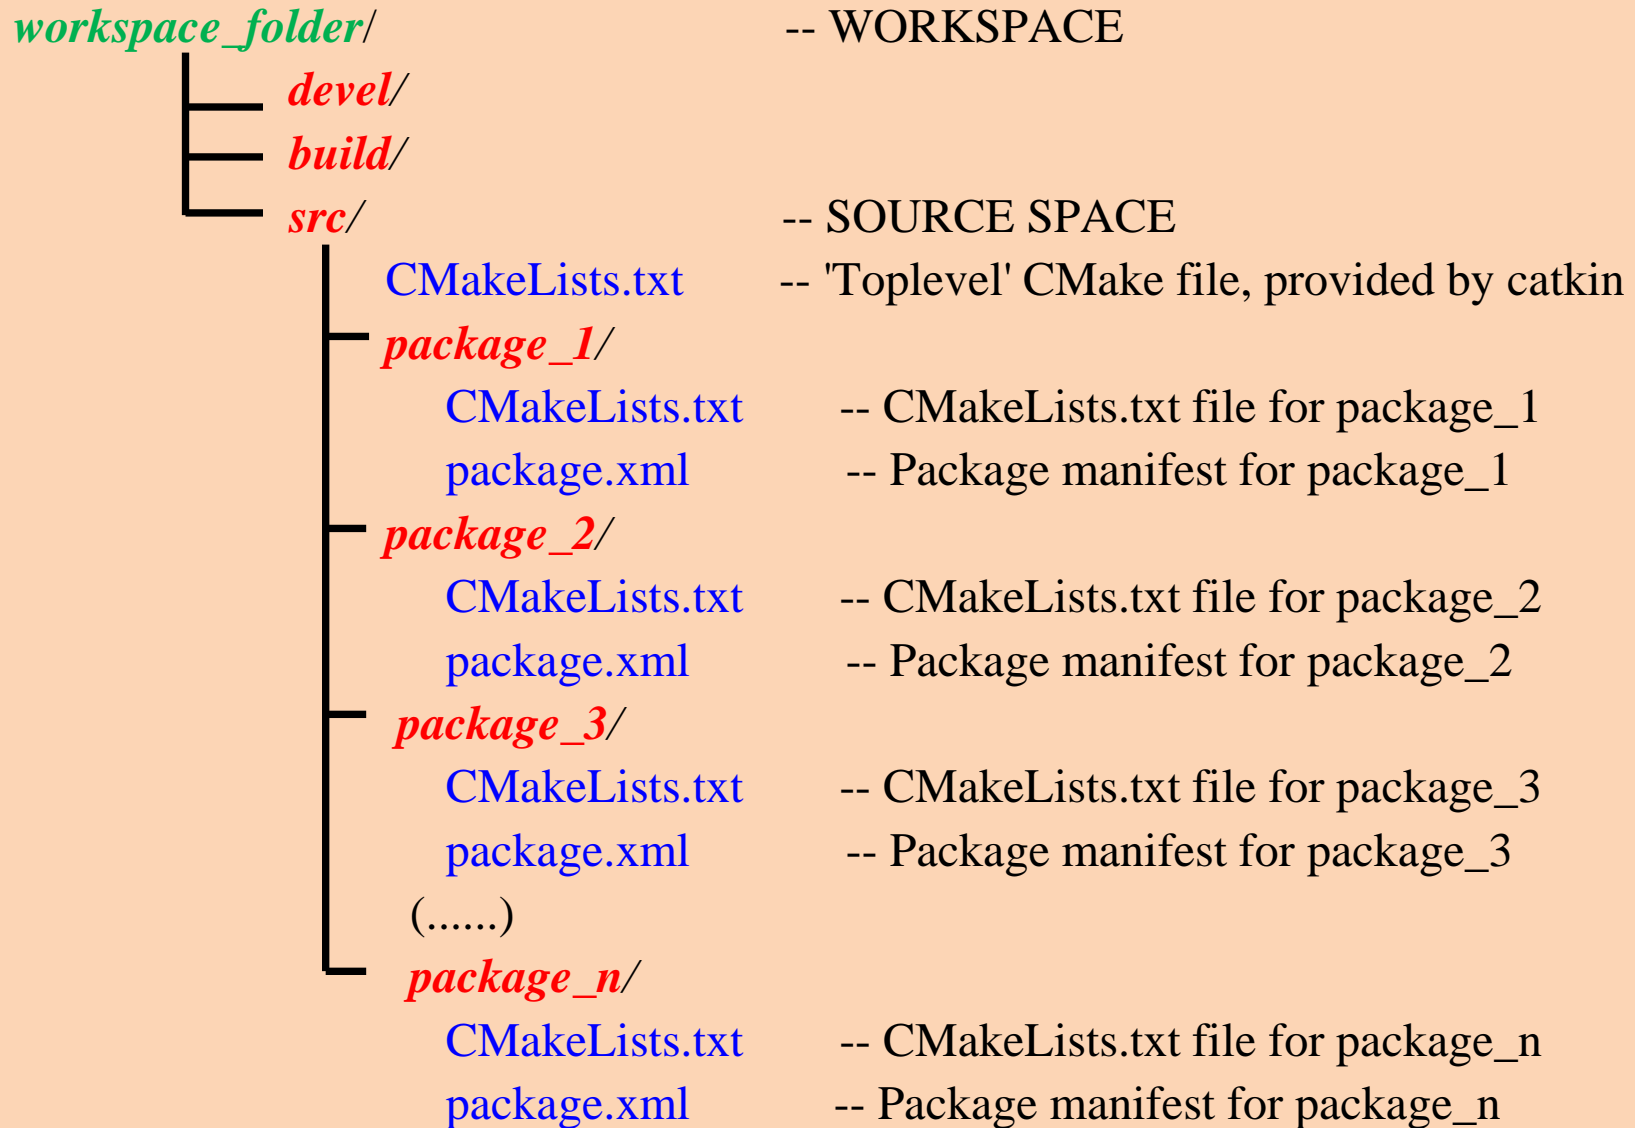 workspace_folder/ -- WORKSPACE
devel/
build/
src/ -- SOURCE SPACE
CMakeLists.txt -- 'Toplevel' CMake file, provided by catkin
package_1/
CMakeLists.txt -- CMakeLists.txt file for package_1
package.xml -- Package manifest for package_1
package_2/
CMakeLists.txt -- CMakeLists.txt file for package_2
package.xml -- Package manifest for package_2
package_3/
CMakeLists.txt -- CMakeLists.txt file for package_3
package.xml -- Package manifest for package_3
(......)
package_n/
CMakeLists.txt -- CMakeLists.txt file for package_n
package.xml -- Package manifest for package_n